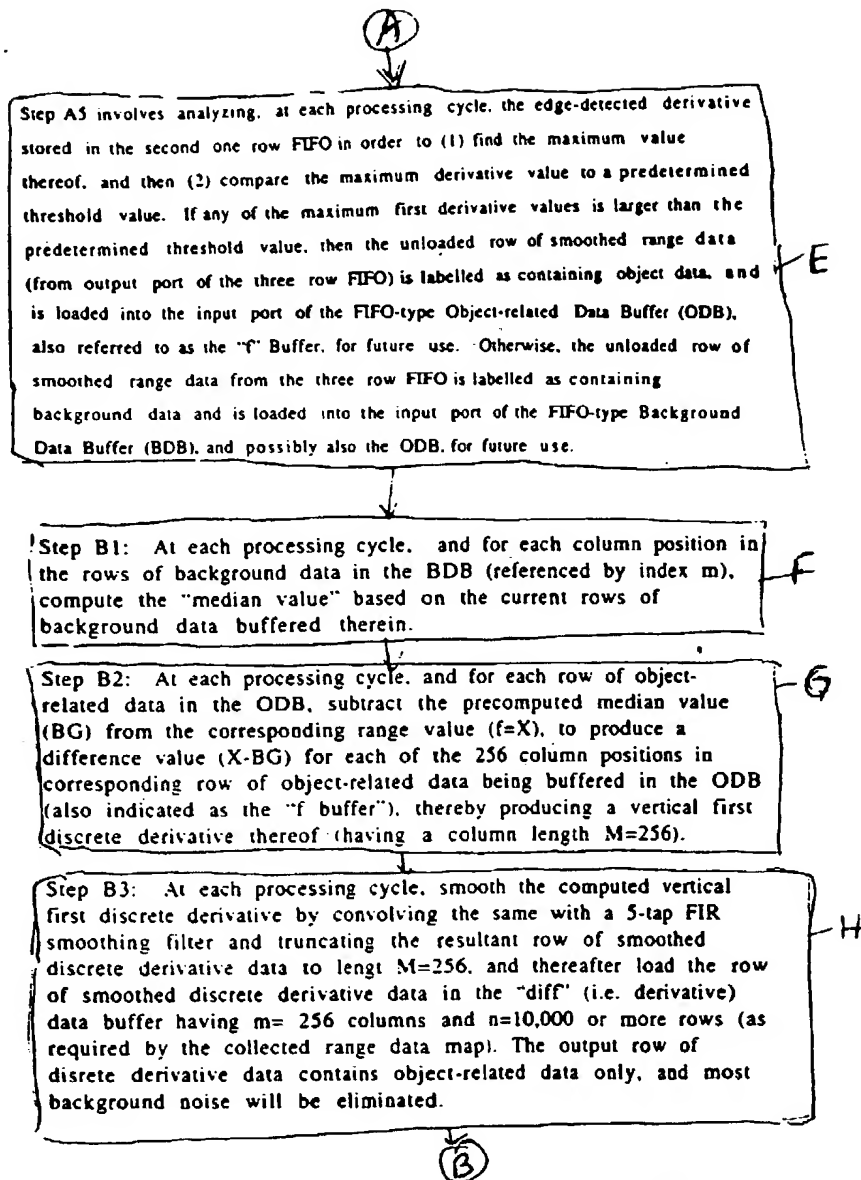 A
Step A5 involves analyzing, at each processing cycle, the edge-detected derivative
stored in the second one row FIFO in order to (1) find the maximum value
thereof, and then (2) compare the maximum derivative value to a predetermined
threshold value. If any of the maximum first derivative values is larger than the
predetermined threshold value, then the unloaded row of smoothed range data
(from output port of the three row FIFO) is labelled as containing object data, and
is loaded into the input port of the FIFO-type Object-related Data Buffer (ODB),
also referred to as the "f" Buffer, for future use. Otherwise, the unloaded row of
smoothed range data from the three row FIFO is labelled as containing
background data and is loaded into the input port of the FIFO-type Background
Data Buffer (BDB), and possibly also the ODB, for future use.
E
Step B1: At each processing cycle, and for each column position in
the rows of background data in the BDB (referenced by index m),
compute the "median value" based on the current rows of
background data buffered therein.
F
Step B2: At each processing cycle, and for each row of object-
related data in the ODB, subtract the precomputed median value
(BG) from the corresponding range value (f=X), to produce a
difference value (X-BG) for each of the 256 column positions in
corresponding row of object-related data being buffered in the ODB
(also indicated as the "f buffer"), thereby producing a vertical first
discrete derivative thereof (having a column length M=256).
G
Step B3: At each processing cycle, smooth the computed vertical
first discrete derivative by convolving the same with a 5-tap FIR
smoothing filter and truncating the resultant row of smoothed
discrete derivative data to lengt M=256, and thereafter load the row
of smoothed discrete derivative data in the "diff" (i.e. derivative)
data buffer having m= 256 columns and n=10,000 or more rows (as
required by the collected range data map). The output row of
disrete derivative data contains object-related data only, and most
background noise will be eliminated.
H
B